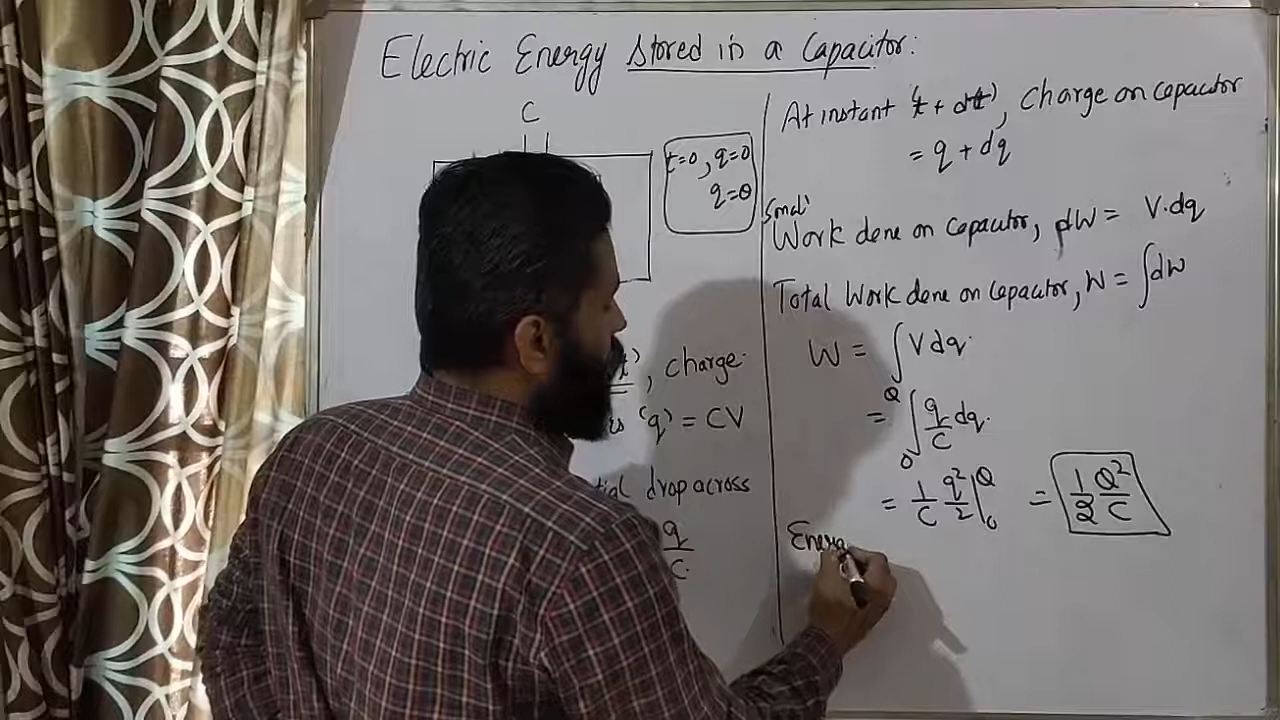 Electric Energy Stored in a Capacitor:
C
t=0, q=0
q=0
, charge
is 'q' = CV
drop across
q/C
At instant (t + dt), charge on capacitor
= q + dq
Small
Work done on capacitor, dW = V.dq
Total Work done on capacitor, W = ∫dW
W = ∫V dq
= ∫₀^Q q/C dq.
= 1/C q²/2 |₀^Q = 1/2 Q²/C
Energy